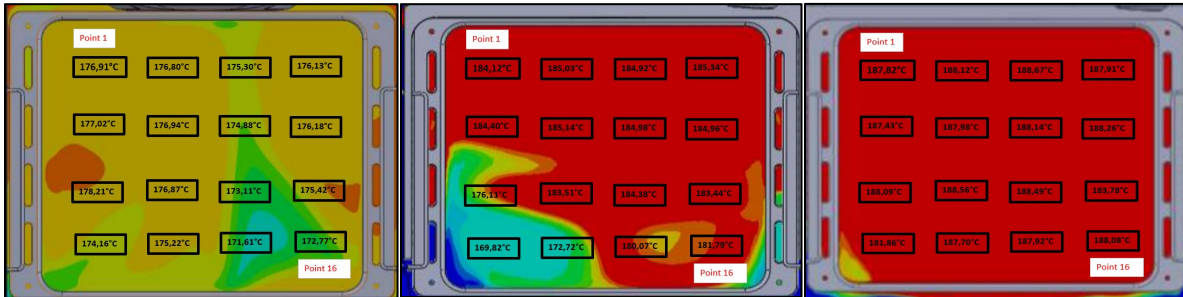 Point 1
176,91°C 176,80°C 175,30°C 176,13°C
177,02°C 176,94°C 174,88°C 176,18°C
178,21°C 176,87°C 173,11°C 175,42°C
174,16°C 175,22°C 171,61°C 172,77°C
Point 16
Point 1
184,12°C 185,03°C 184,92°C 185,34°C
184,40°C 185,14°C 184,98°C 184,96°C
176,11°C 183,51°C 184,38°C 183,44°C
169,82°C 172,72°C 180,07°C 181,79°C
Point 16
Point 1
187,82°C 188,12°C 188,67°C 187,91°C
187,43°C 187,98°C 188,14°C 188,26°C
188,09°C 188,56°C 188,49°C 183,78°C
181,86°C 187,70°C 187,92°C 188,08°C
Point 16